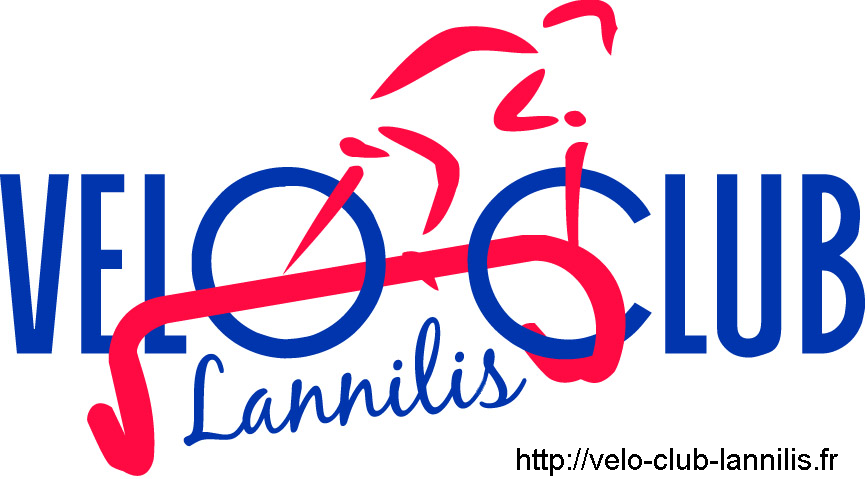 VELO CLUB
Lannilis
http://velo-club-lannilis.fr